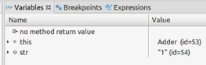 Variables Breakpoints Expressions
Name Value
no method return value
this Adder (id=53)
str "1" (id=54)